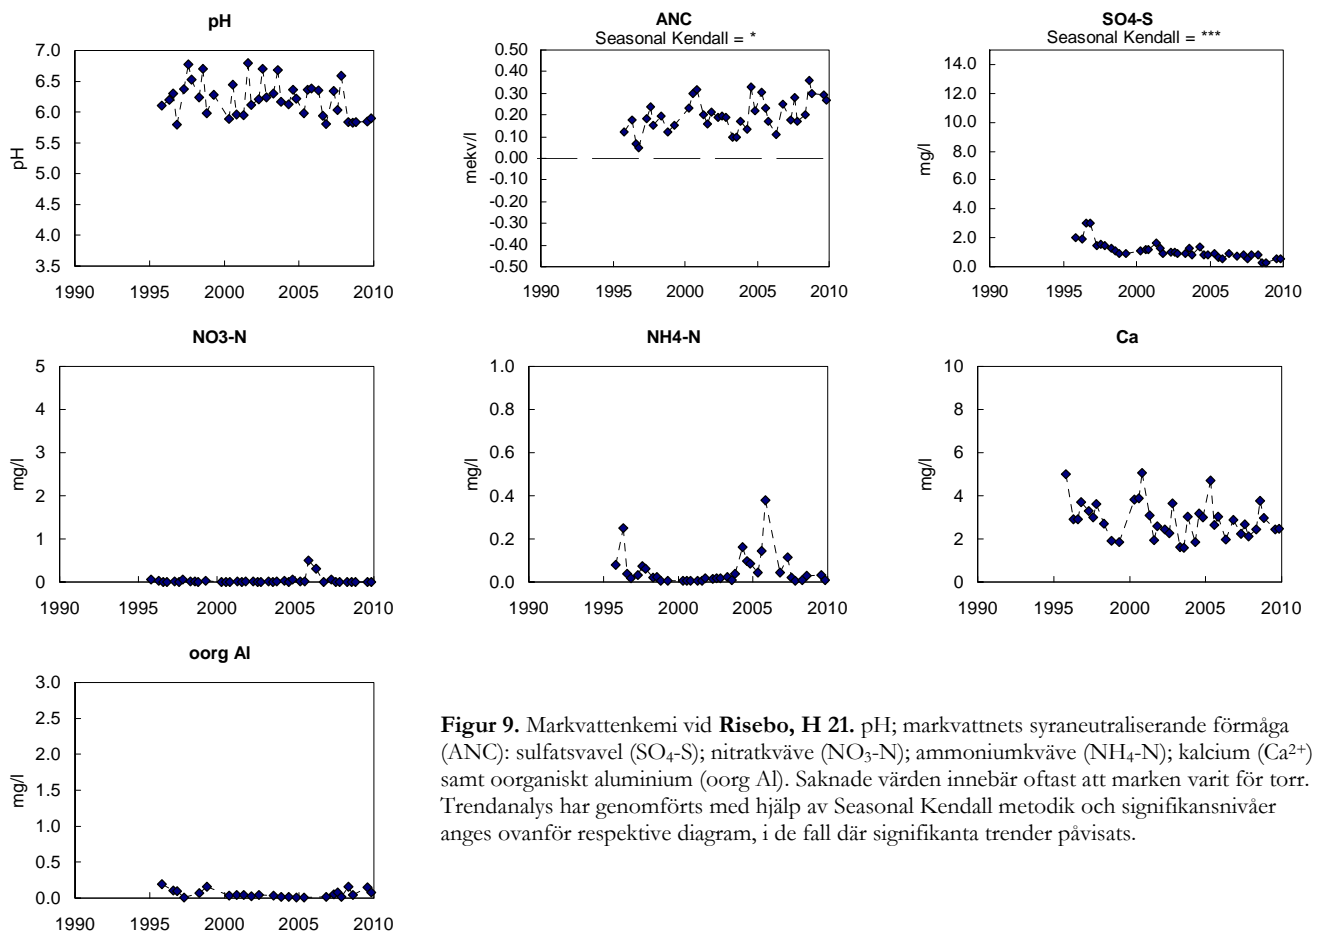 pH
7.0
6.5
6.0
5.5
5.0
4.5
4.0
3.5
pH
1990 1995 2000 2005 2010
ANC
Seasonal Kendall = *
0.50
0.40
0.30
0.20
0.10
0.00
-0.10
-0.20
-0.30
-0.40
-0.50
mekv/l
1990 1995 2000 2005 2010
SO4-S
Seasonal Kendall = ***
14.0
12.0
10.0
8.0
6.0
4.0
2.0
0.0
mg/l
1990 1995 2000 2005 2010
NO3-N
5
4
3
2
1
0
mg/l
1990 1995 2000 2005 2010
NH4-N
1.0
0.8
0.6
0.4
0.2
0.0
mg/l
1990 1995 2000 2005 2010
Ca
10
8
6
4
2
0
mg/l
1990 1995 2000 2005 2010
oorg Al
3.0
2.5
2.0
1.5
1.0
0.5
0.0
mg/l
1990 1995 2000 2005 2010
Figur 9. Markvattenkemi vid Risebo, H 21. pH; markvattnets syraneutraliserande förmåga
(ANC): sulfatsvavel (SO₄-S); nitratkväve (NO₃-N); ammoniumkväve (NH₄-N); kalcium (Ca²⁺)
samt oorganiskt aluminium (oorg Al). Saknade värden innebär oftast att marken varit för torr.
Trendanalys har genomförts med hjälp av Seasonal Kendall metodik och signifikansnivåer
anges ovanför respektive diagram, i de fall där signifikanta trender påvisats.